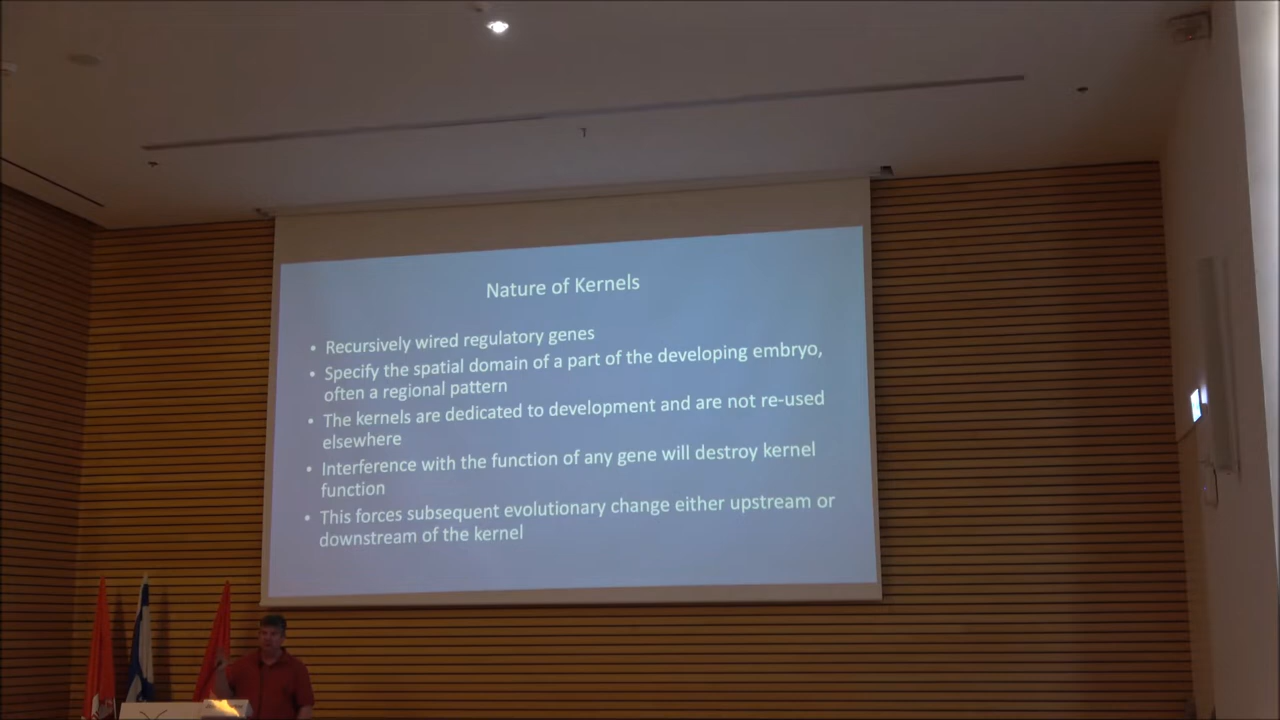 Nature of Kernels
• Recursively wired regulatory genes
• Specify the spatial domain of a part of the developing embryo,
often a regional pattern
• The kernels are dedicated to development and are not re-used
elsewhere
• Interference with the function of any gene will destroy kernel
function
• This forces subsequent evolutionary change either upstream or
downstream of the kernel